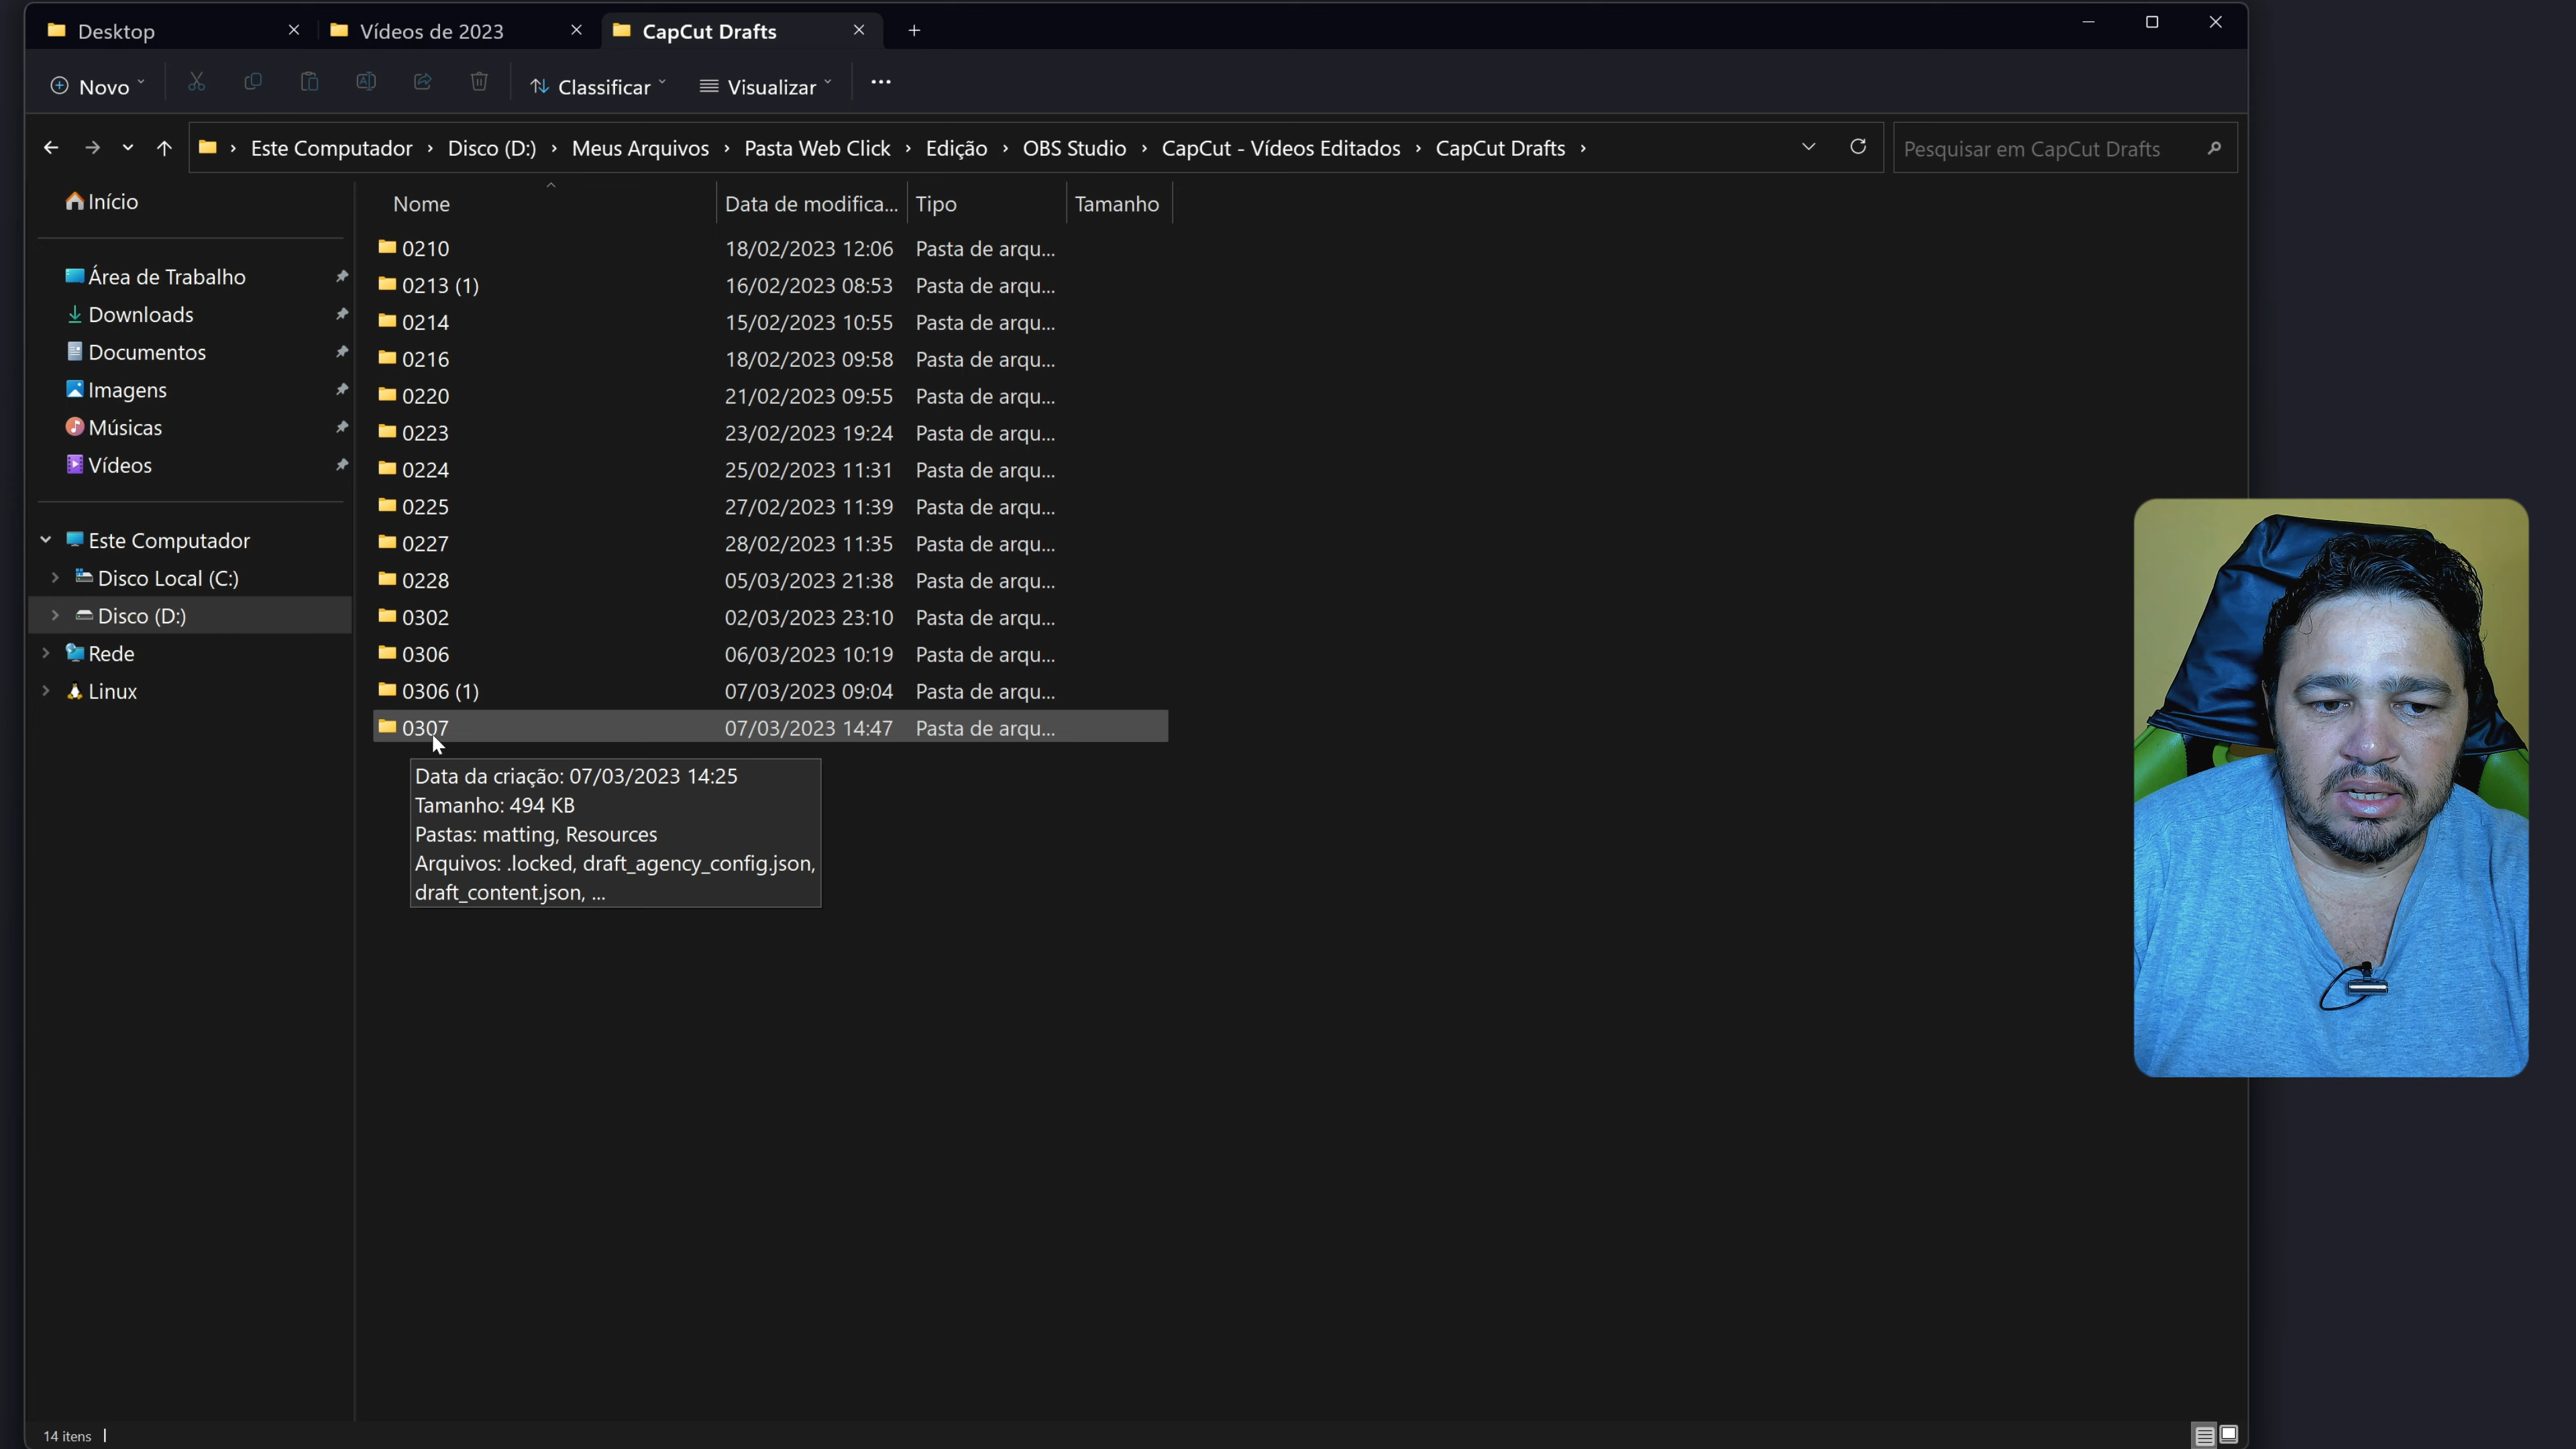 Desktop
Vídeos de 2023
CapCut Drafts
Novo
Classificar
Visualizar
Este Computador
Disco (D:)
Meus Arquivos
Pasta Web Click
Edição
OBS Studio
CapCut - Vídeos Editados
CapCut Drafts
Pesquisar em CapCut Drafts
Início
Área de Trabalho
Downloads
Documentos
Imagens
Músicas
Vídeos
Este Computador
Disco Local (C:)
Disco (D:)
Rede
Linux
Nome Data de modifica... Tipo Tamanho
0210 18/02/2023 12:06 Pasta de arqu...
0213 (1) 16/02/2023 08:53 Pasta de arqu...
0214 15/02/2023 10:55 Pasta de arqu...
0216 18/02/2023 09:58 Pasta de arqu...
0220 21/02/2023 09:55 Pasta de arqu...
0223 23/02/2023 19:24 Pasta de arqu...
0224 25/02/2023 11:31 Pasta de arqu...
0225 27/02/2023 11:39 Pasta de arqu...
0227 28/02/2023 11:35 Pasta de arqu...
0228 05/03/2023 21:38 Pasta de arqu...
0302 02/03/2023 23:10 Pasta de arqu...
0306 06/03/2023 10:19 Pasta de arqu...
0306 (1) 07/03/2023 09:04 Pasta de arqu...
0307 07/03/2023 14:47 Pasta de arqu...
Data da criação: 07/03/2023 14:25
Tamanho: 494 KB
Pastas: matting, Resources
Arquivos: .locked, draft_agency_config.json,
draft_content.json, ...
14 itens